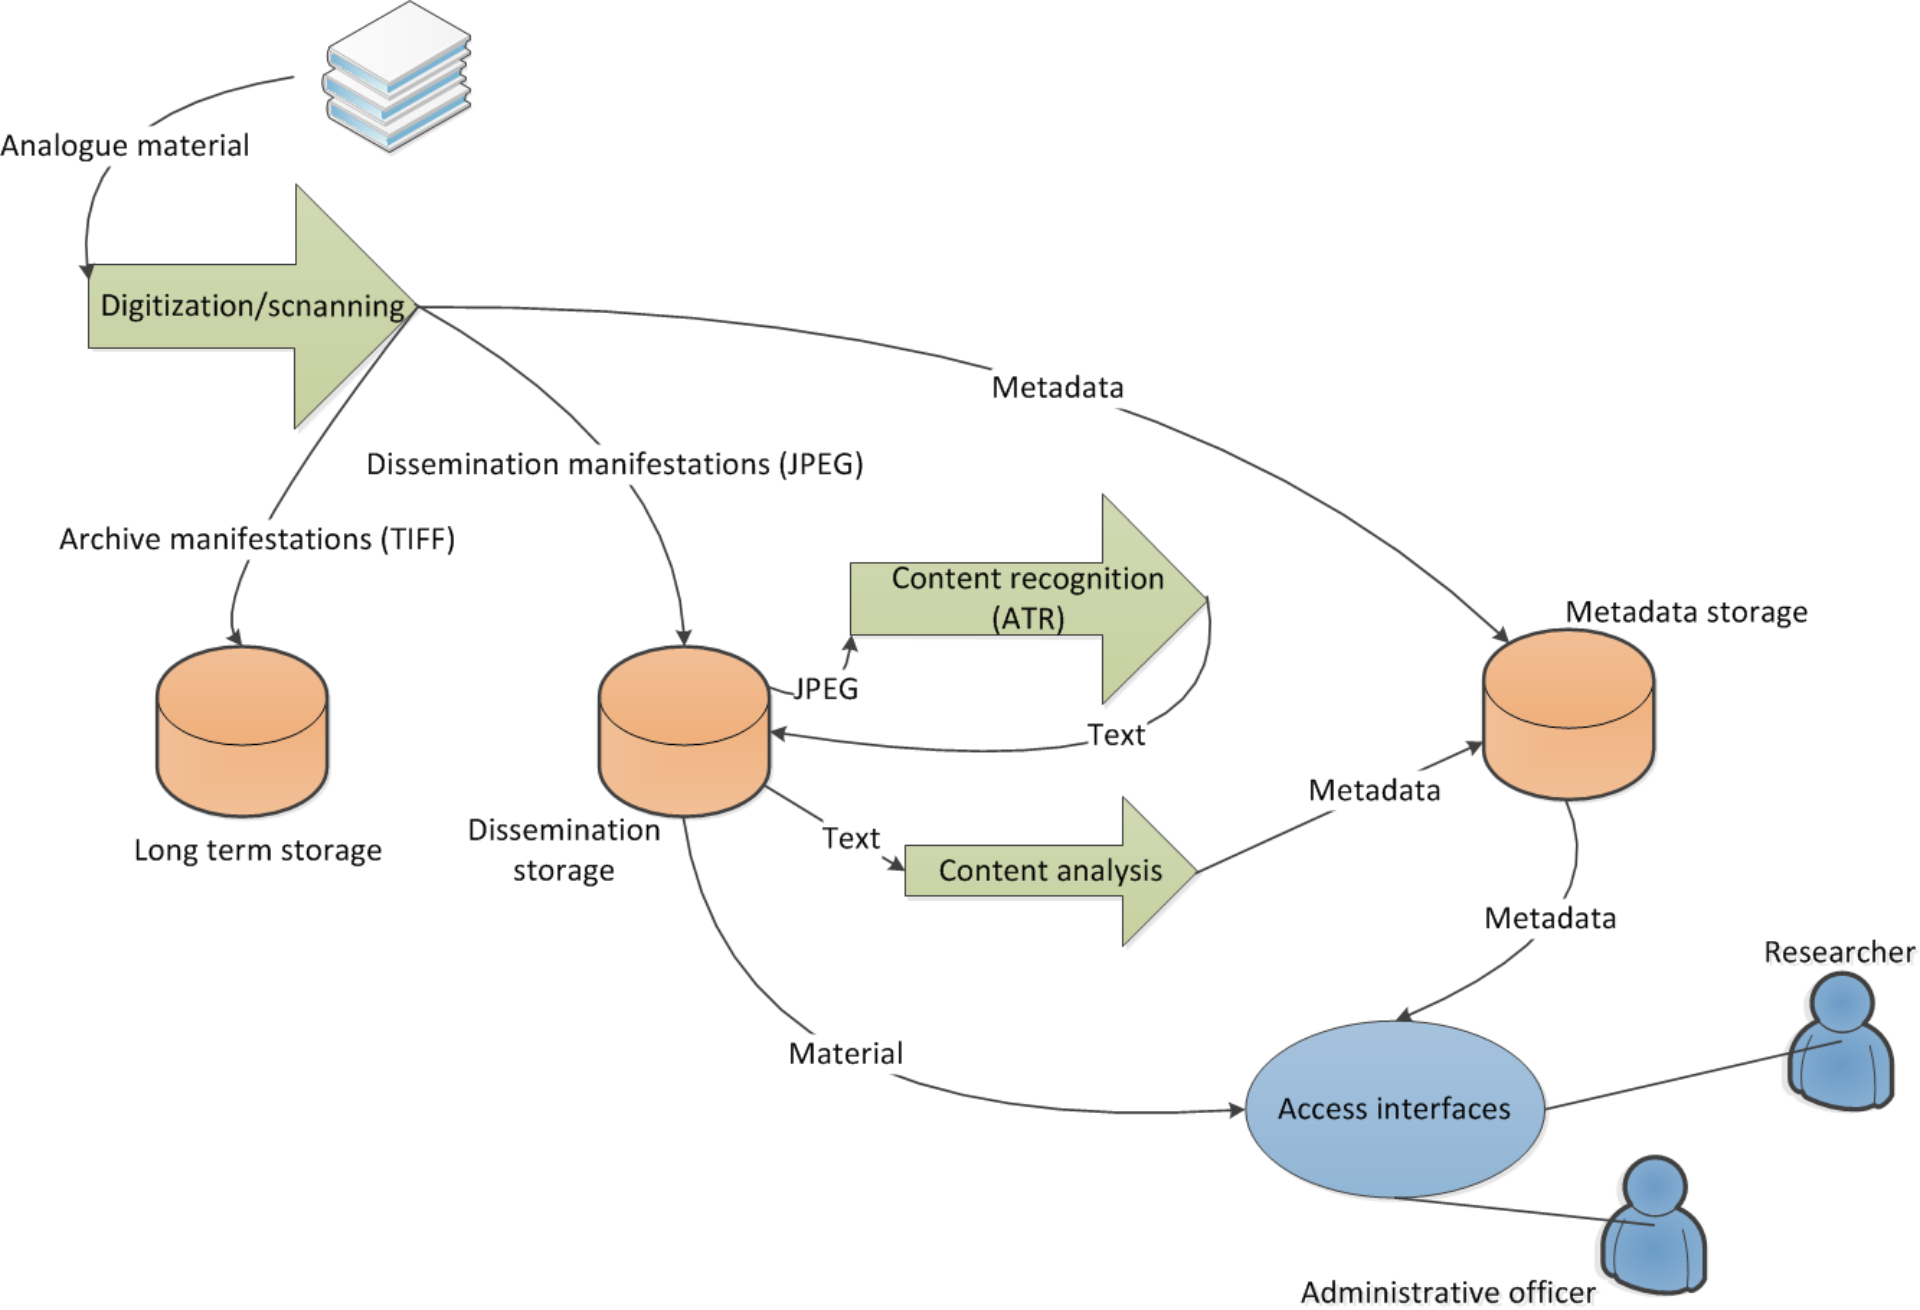 Analogue material
Digitization/scnanning
Metadata
Dissemination manifestations (JPEG)
Archive manifestations (TIFF)
Content recognition
(ATR)
Metadata storage
JPEG
Text
Metadata
Dissemination
storage
Text
Long term storage
Content analysis
Metadata
Researcher
Material
Access interfaces
Administrative officer